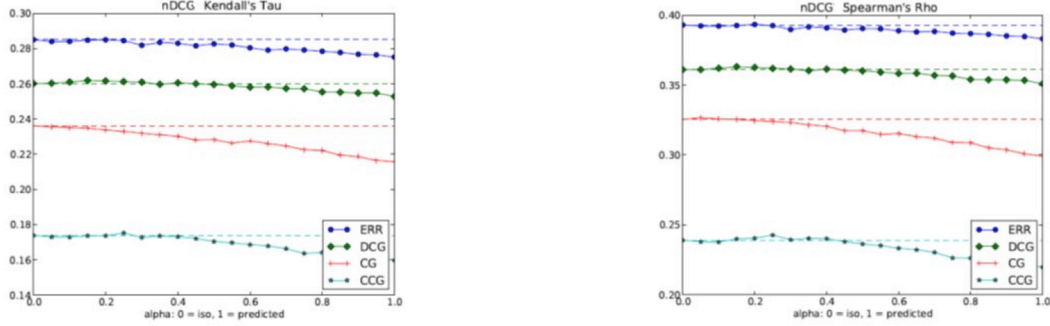 nDCG Kendall's Tau
0.30
0.28
0.26
0.24
0.22
0.20
0.18
0.16
0.14
ERR
DCG
CG
CCG
0.0 0.2 0.4 0.6 0.8 1.0
alpha: 0 = iso, 1 = predicted
nDCG Spearman's Rho
0.40
0.35
0.30
0.25
0.20
ERR
DCG
CG
CCG
0.0 0.2 0.4 0.6 0.8 1.0
alpha: 0 = iso, 1 = predicted